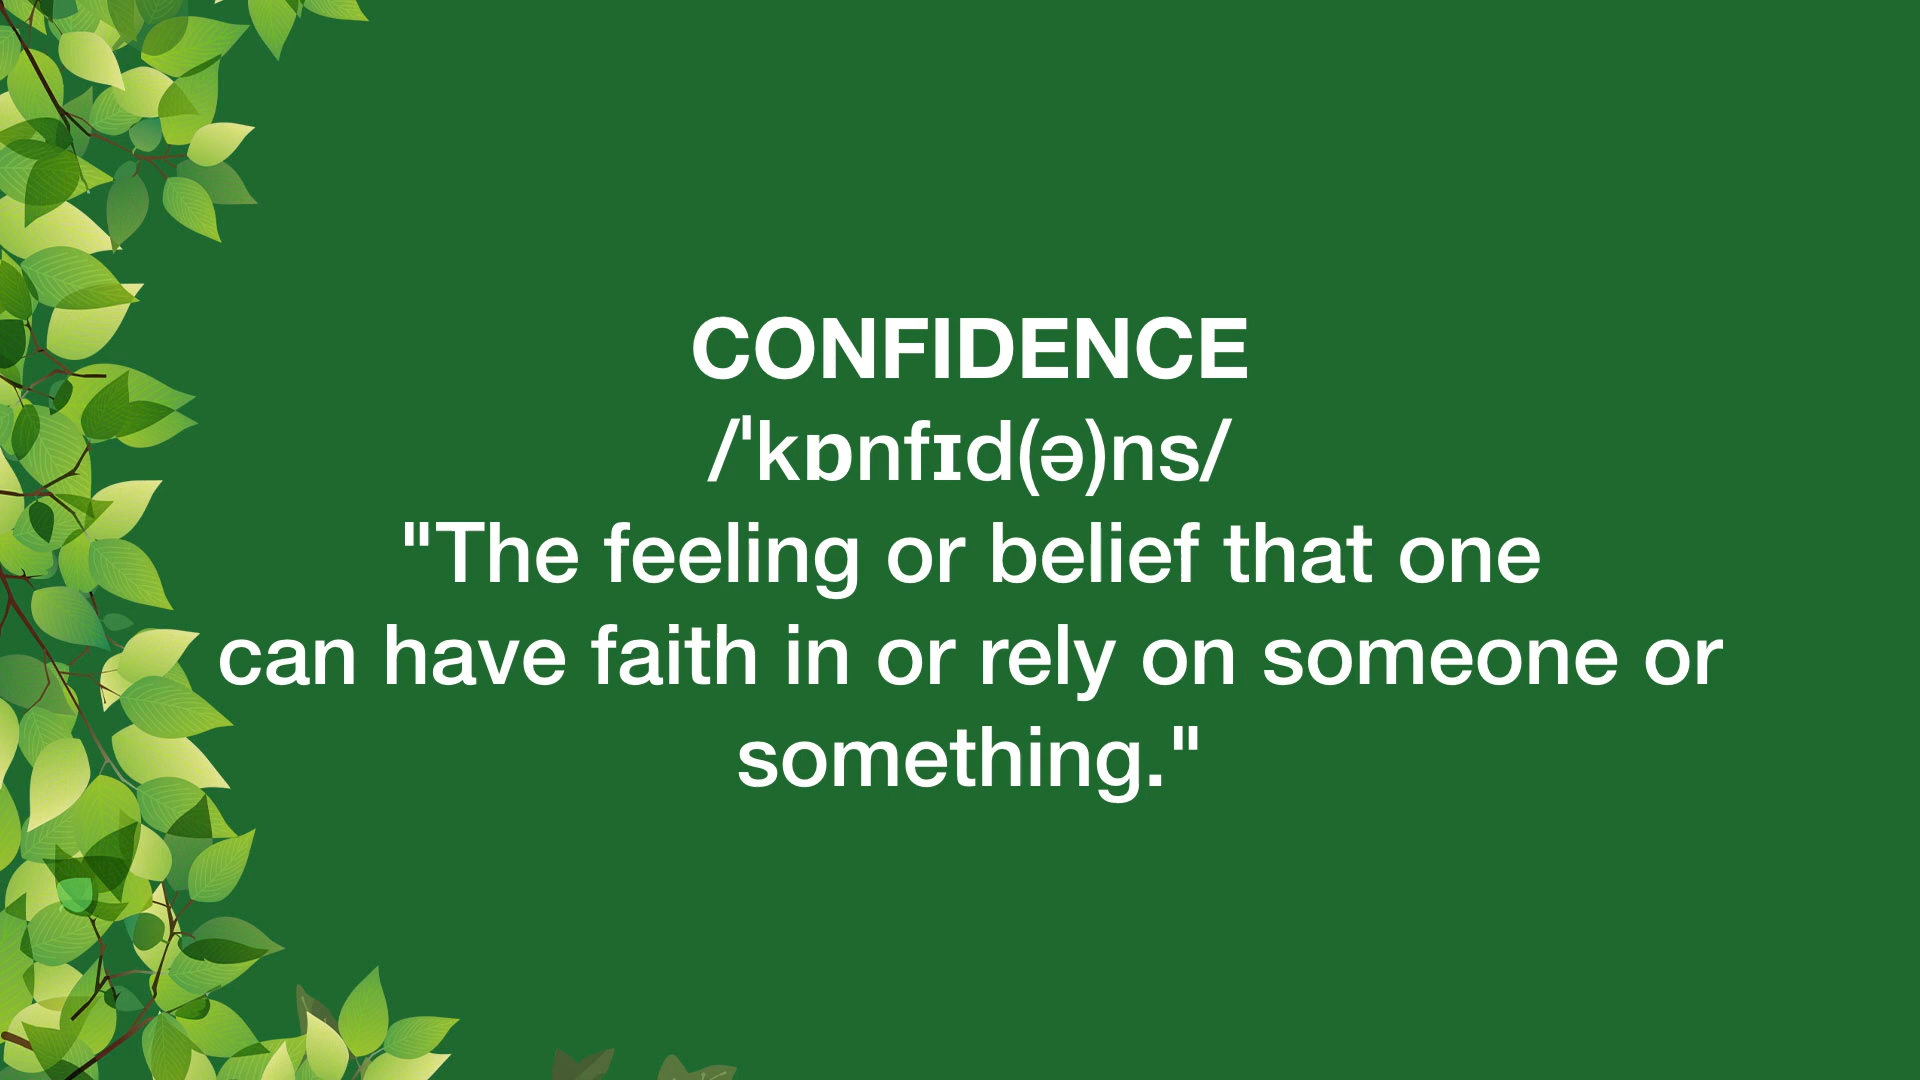 CONFIDENCE
/ˈkɒnfɪd(ə)ns/
"The feeling or belief that one
can have faith in or rely on someone or
something."